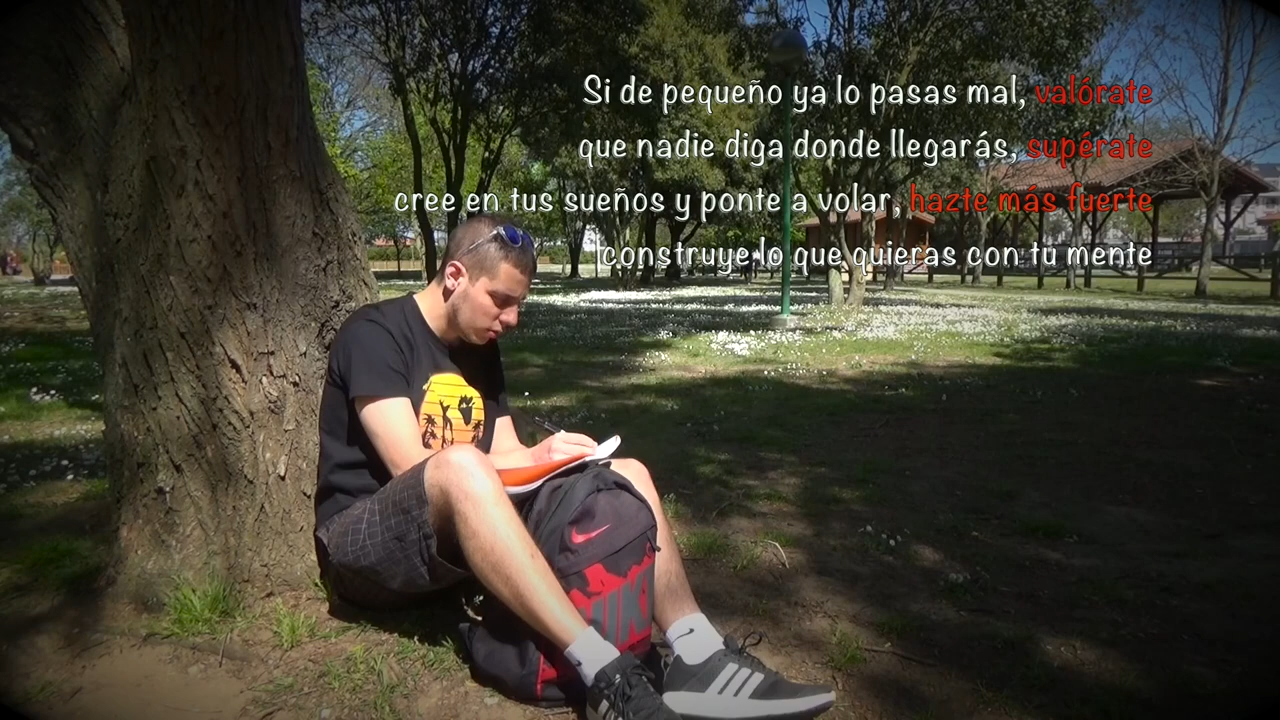 Si de pequeño ya lo pasas mal, valórate
que nadie diga donde llegarás, supérate
cree en tus sueños y ponte a volar, hazte más fuerte
construye lo que quieras con tu mente